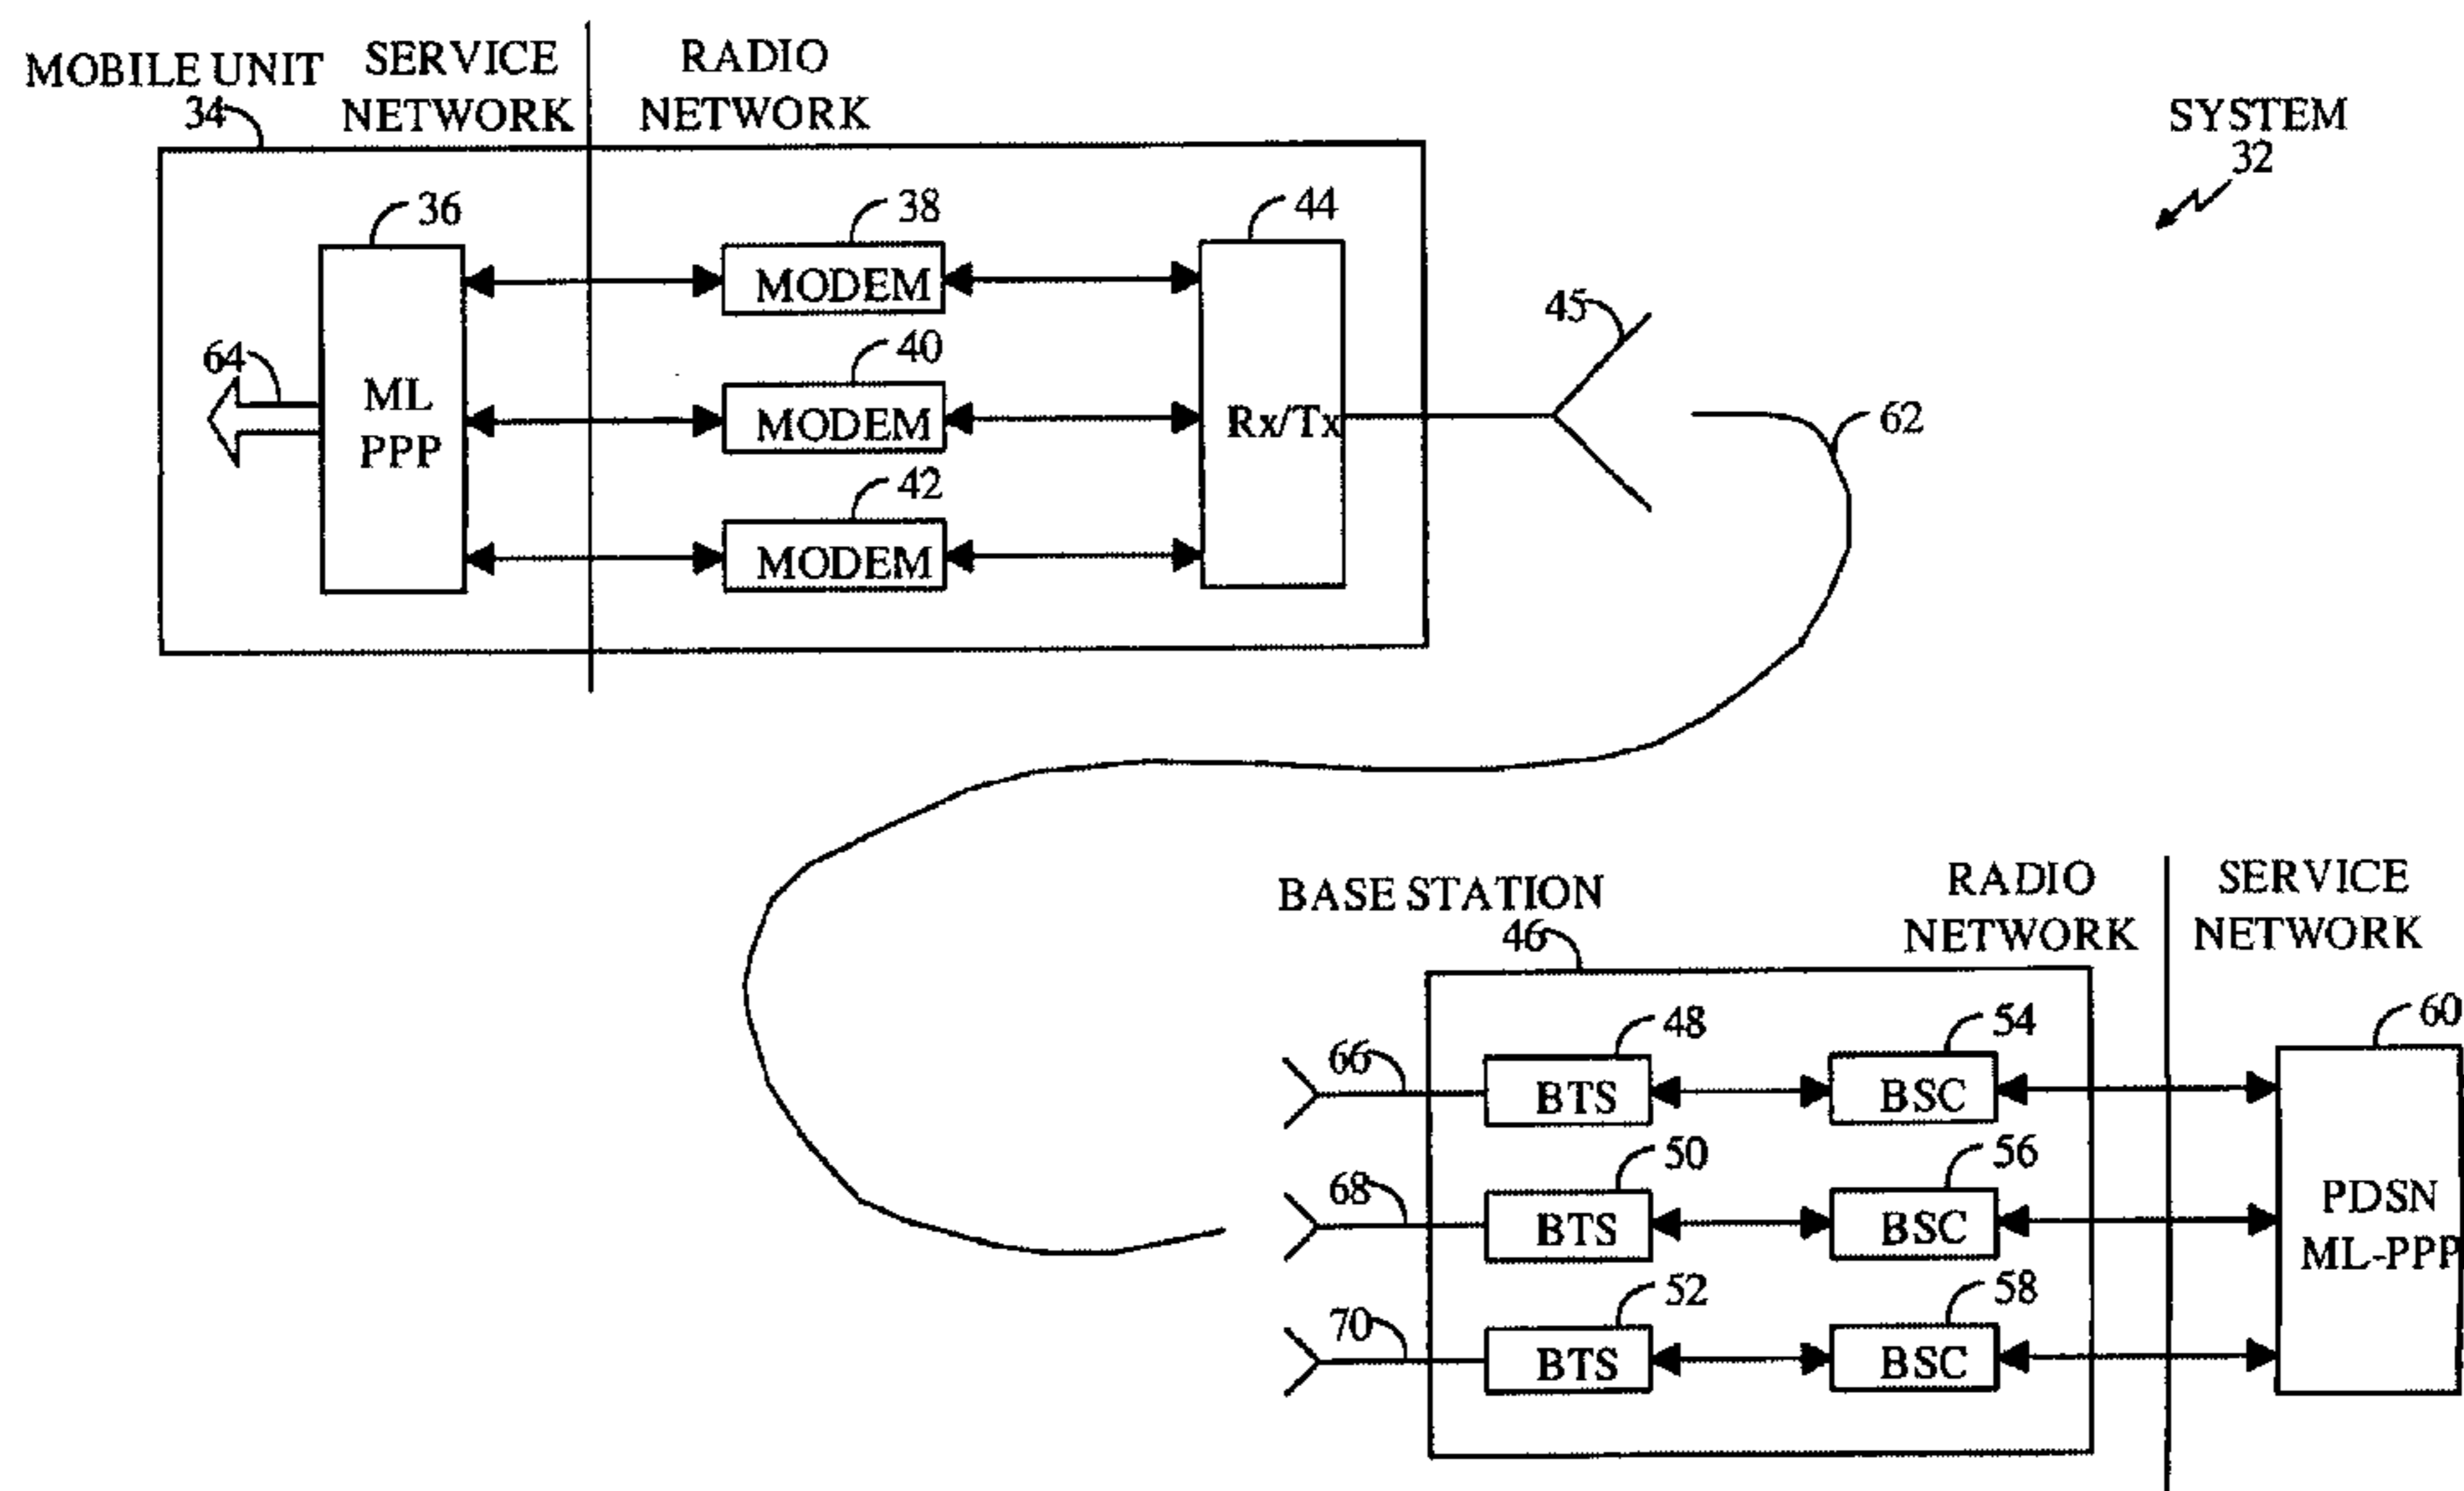 MOBILE UNIT
34
SERVICE
NETWORK
RADIO
NETWORK
SYSTEM
32
36
38
44
MODEM
45
64
ML
PPP
40
MODEM
Rx/Tx
62
42
MODEM
BASE STATION
46
RADIO
NETWORK
SERVICE
NETWORK
66
48
BTS
54
BSC
60
68
50
BTS
56
BSC
PDSN
ML-PPP
70
52
BTS
58
BSC